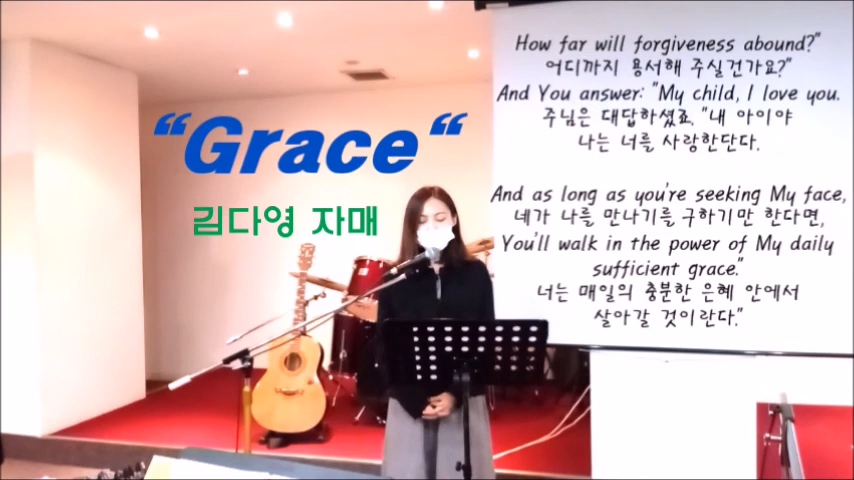 “Grace“
김다영 자매
How far will forgiveness abound?"
어디까지 용서해 주실건가요?"
And You answer: "My child, I love you.
주님은 대답하셨죠. "내 아이야
나는 너를 사랑한단다.
And as long as you're seeking My face,
네가 나를 만나기를 구하기만 한다면,
You'll walk in the power of My daily
sufficient grace."
너는 매일의 충분한 은혜 안에서
살아갈 것이란다."